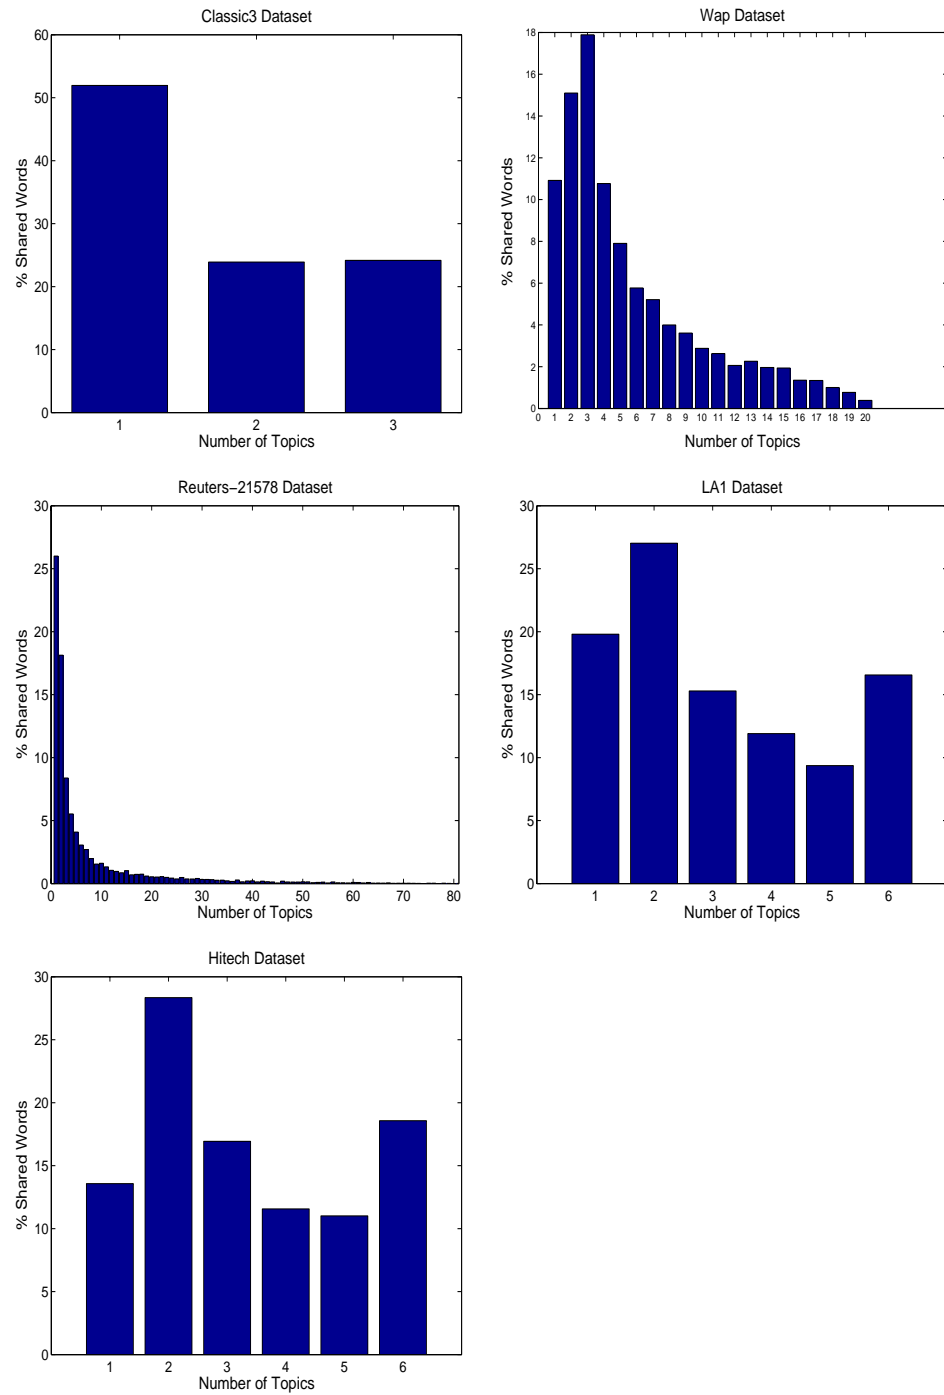 Classic3 Dataset
60
50
40
30
20
10
0
% Shared Words
1 2 3
Number of Topics
Wap Dataset
18
16
14
12
10
8
6
4
2
0
% Shared Words
0 1 2 3 4 5 6 7 8 9 10 11 12 13 14 15 16 17 18 19 20
Number of Topics
Reuters−21578 Dataset
30
25
20
15
10
5
0
% Shared Words
0 10 20 30 40 50 60 70 80
Number of Topics
LA1 Dataset
30
25
20
15
10
5
0
% Shared Words
1 2 3 4 5 6
Number of Topics
Hitech Dataset
30
25
20
15
10
5
0
% Shared Words
1 2 3 4 5 6
Number of Topics